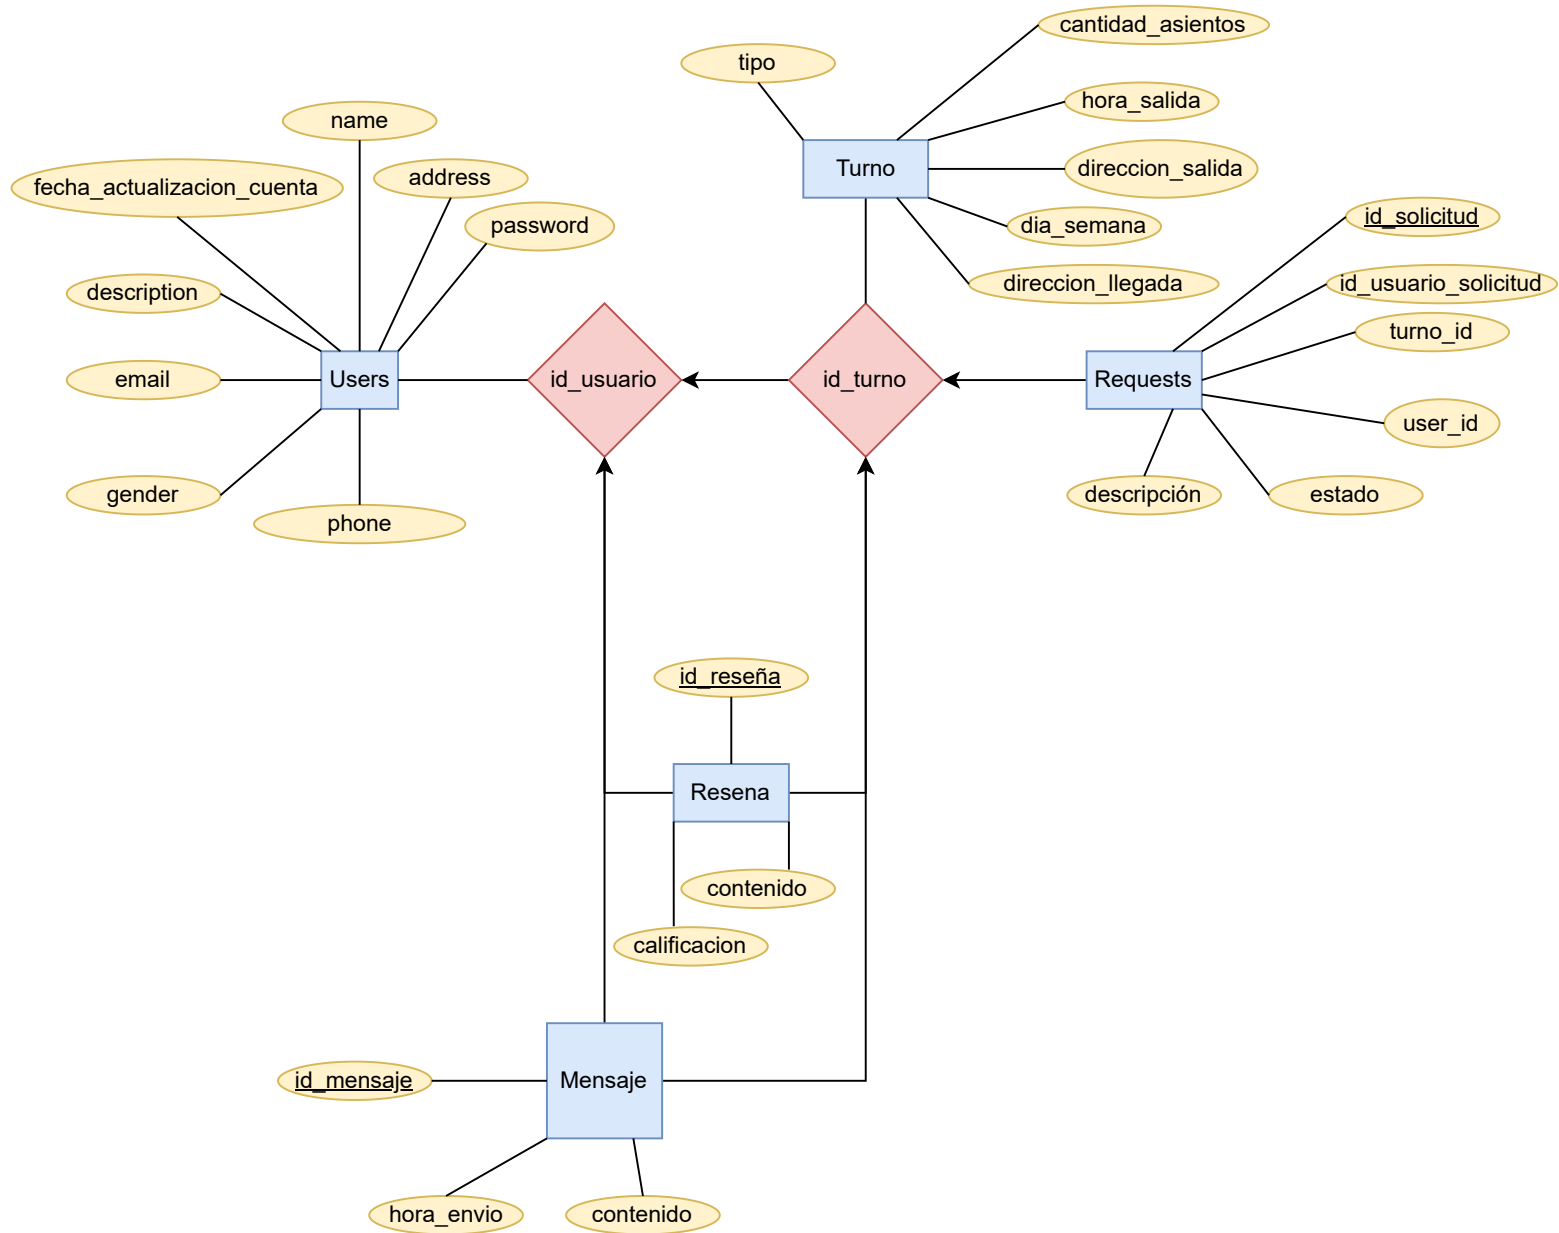 cantidad_asientos
tipo
hora_salida
name
Turno
direccion_salida
address
fecha_actualizacion_cuenta
id_solicitud
password
dia_semana
direccion_llegada
id_usuario_solicitud
description
turno_id
email
Users
id_usuario
id_turno
Requests
user_id
gender
descripción
estado
phone
id_reseña
Resena
contenido
calificacion
id_mensaje
Mensaje
hora_envio
contenido